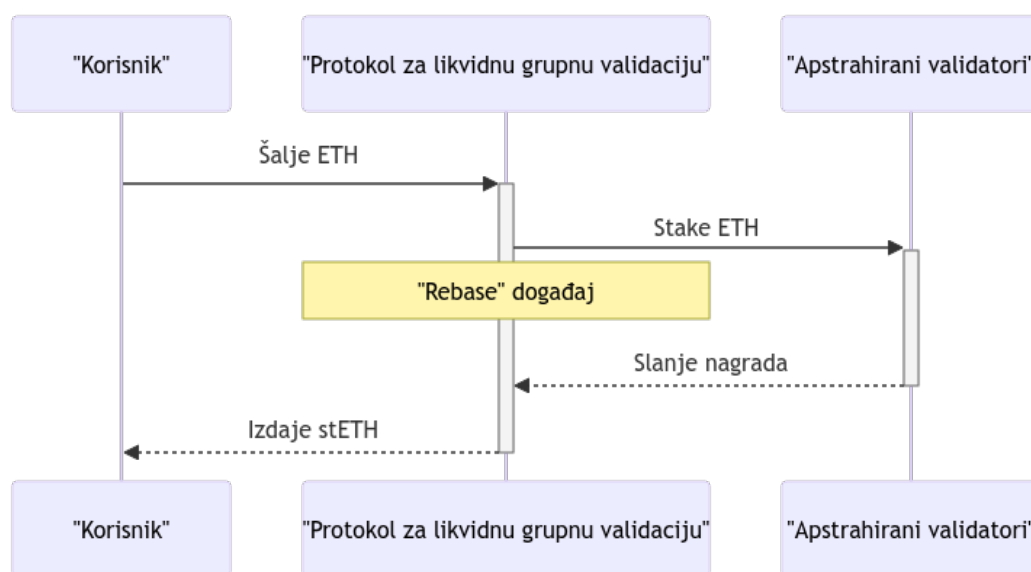 "Korisnik"
"Protokol za likvidnu grupnu validaciju"
"Apstrahirani validatori"
Šalje ETH
Stake ETH
"Rebase" događaj
Slanje nagrada
Izdaje stETH
"Korisnik"
"Protokol za likvidnu grupnu validaciju"
"Apstrahirani validatori"